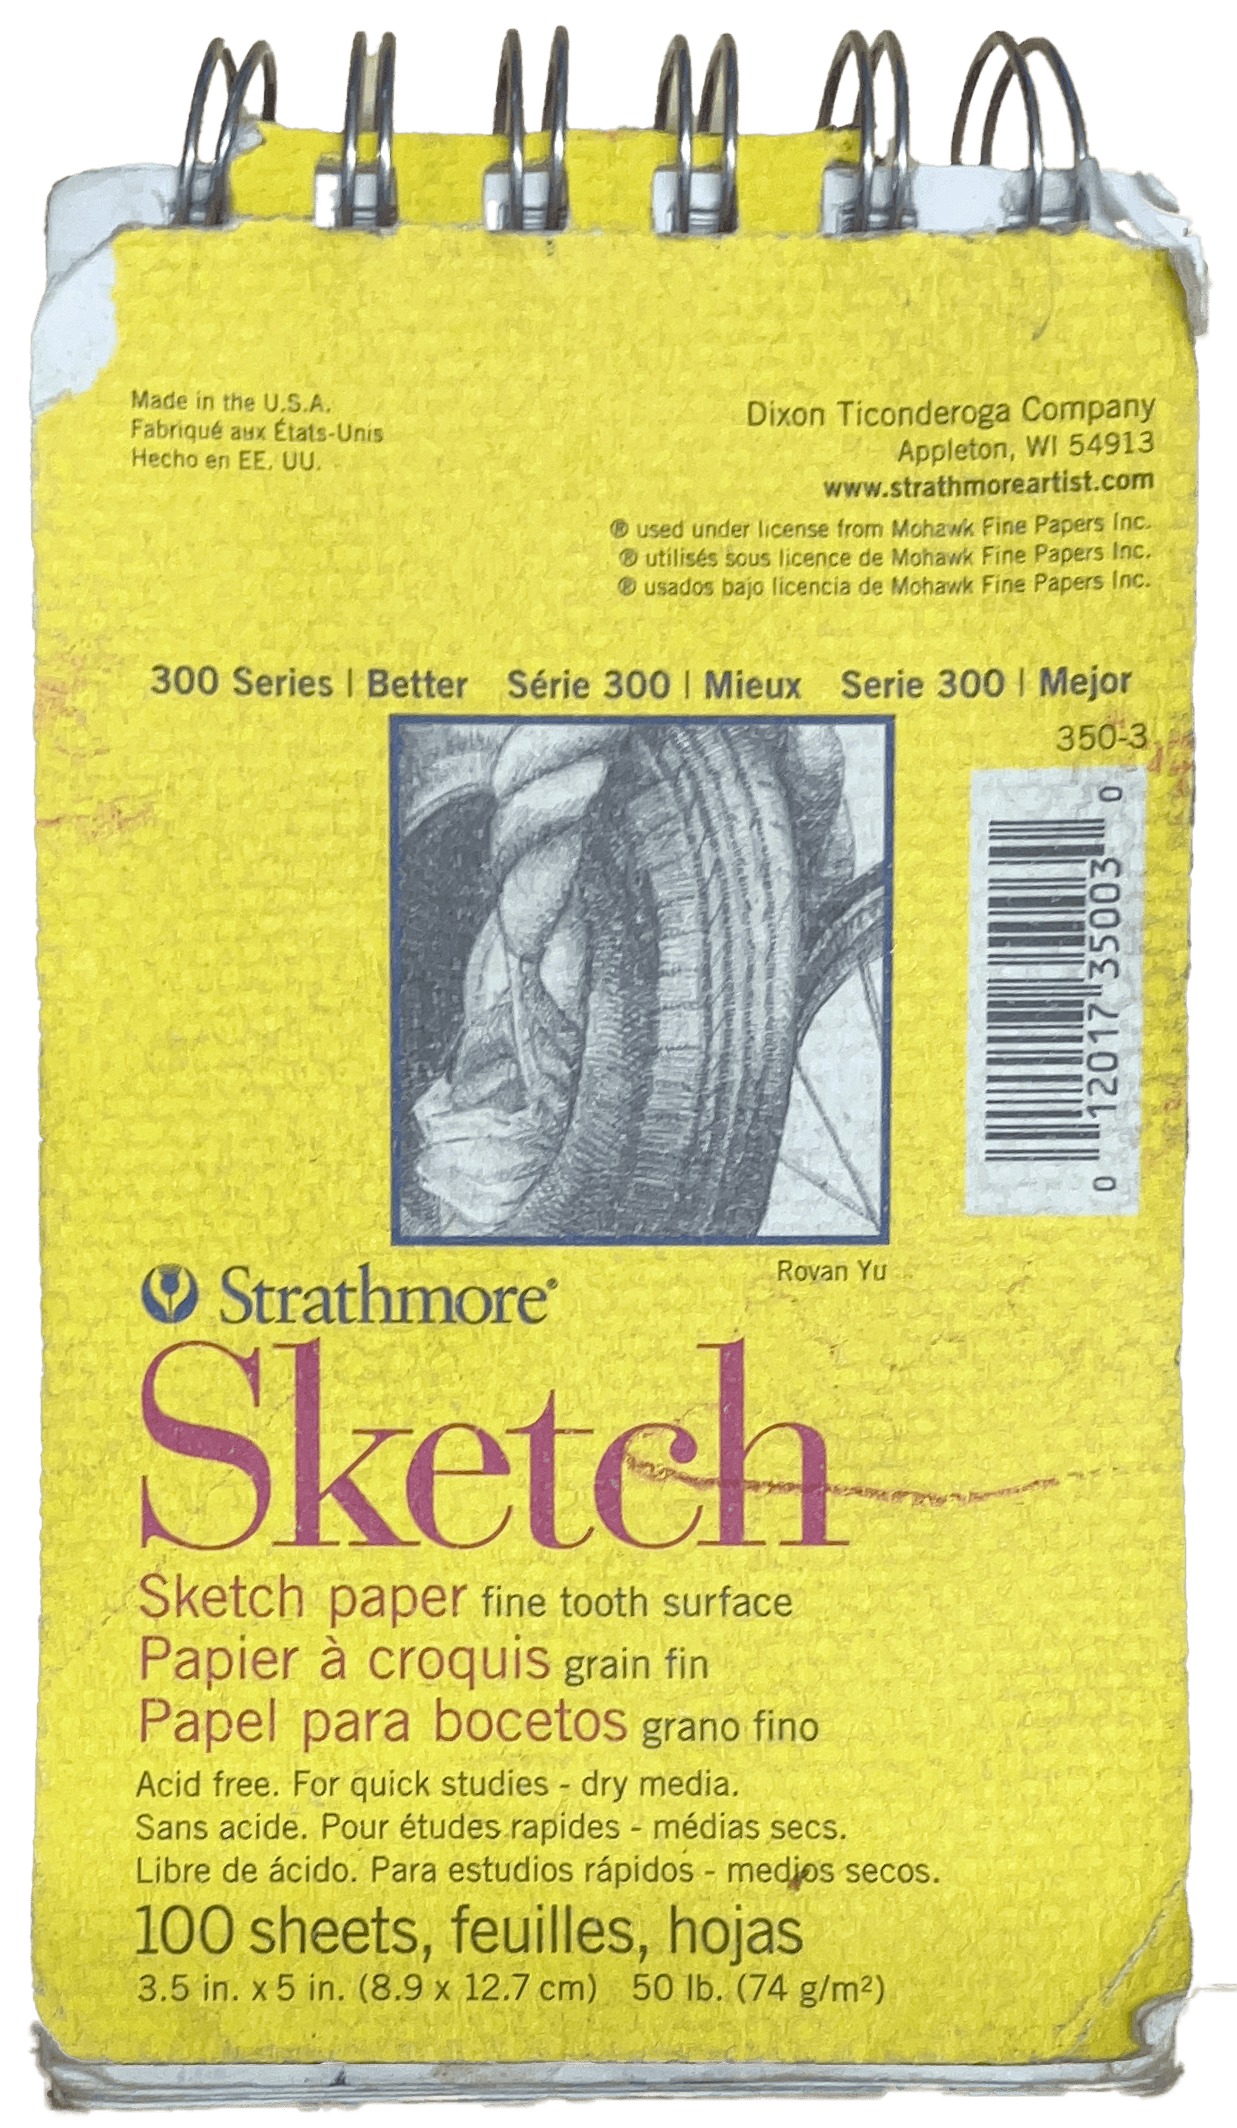 Made in the U.S.A.
Fabriqué aux États-Unis
Hecho en EE. UU.
Dixon Ticonderoga Company
Appleton, WI 54913
www.strathmoreartist.com
® used under license from Mohawk Fine Papers Inc.
® utilisés sous licence de Mohawk Fine Papers Inc.
® usados bajo licencia de Mohawk Fine Papers Inc.
300 Series | Better Série 300 | Mieux Serie 300 | Mejor
350-3
0 12017 35003 0
Rovan Yu
Strathmore®
Sketch
Sketch paper fine tooth surface
Papier à croquis grain fin
Papel para bocetos grano fino
Acid free. For quick studies - dry media.
Sans acide. Pour études rapides - médias secs.
Libre de ácido. Para estudios rápidos - medios secos.
100 sheets, feuilles, hojas
3.5 in. x 5 in. (8.9 x 12.7 cm) 50 lb. (74 g/m²)